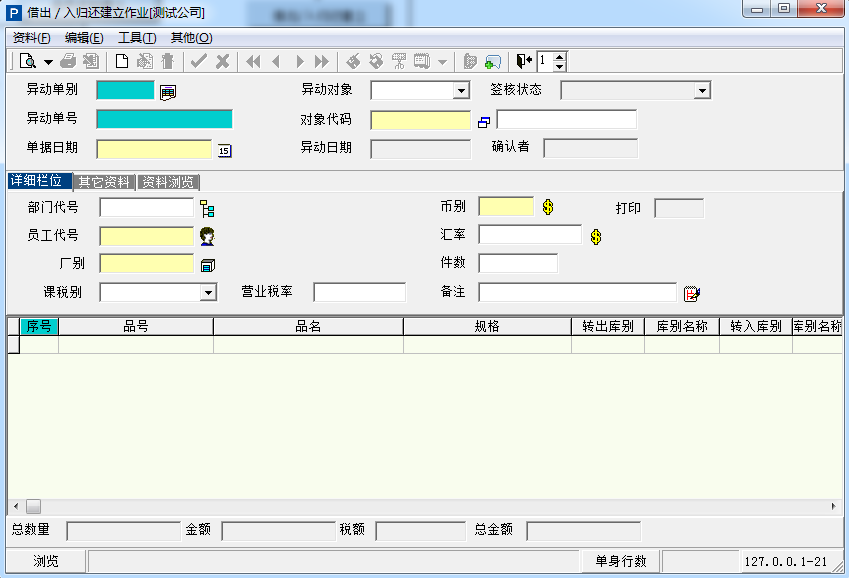 P 借出 / 入归还建立作业[测试公司]
资料(F) 编辑(E) 工具(T) 其他(O)
1
异动单别 异动对象 签核状态
异动单号 对象代码
单据日期 15 异动日期 确认者
详细栏位 其它资料 资料浏览
部门代号 币别 $ 打印
员工代号 汇率 $
厂别 件数
课税别 营业税率 备注
序号 品号 品名 规格 转出库别 库别名称 转入库别 库别名称
总数量 金额 税额 总金额
浏览 单身行数 127.0.0.1-21